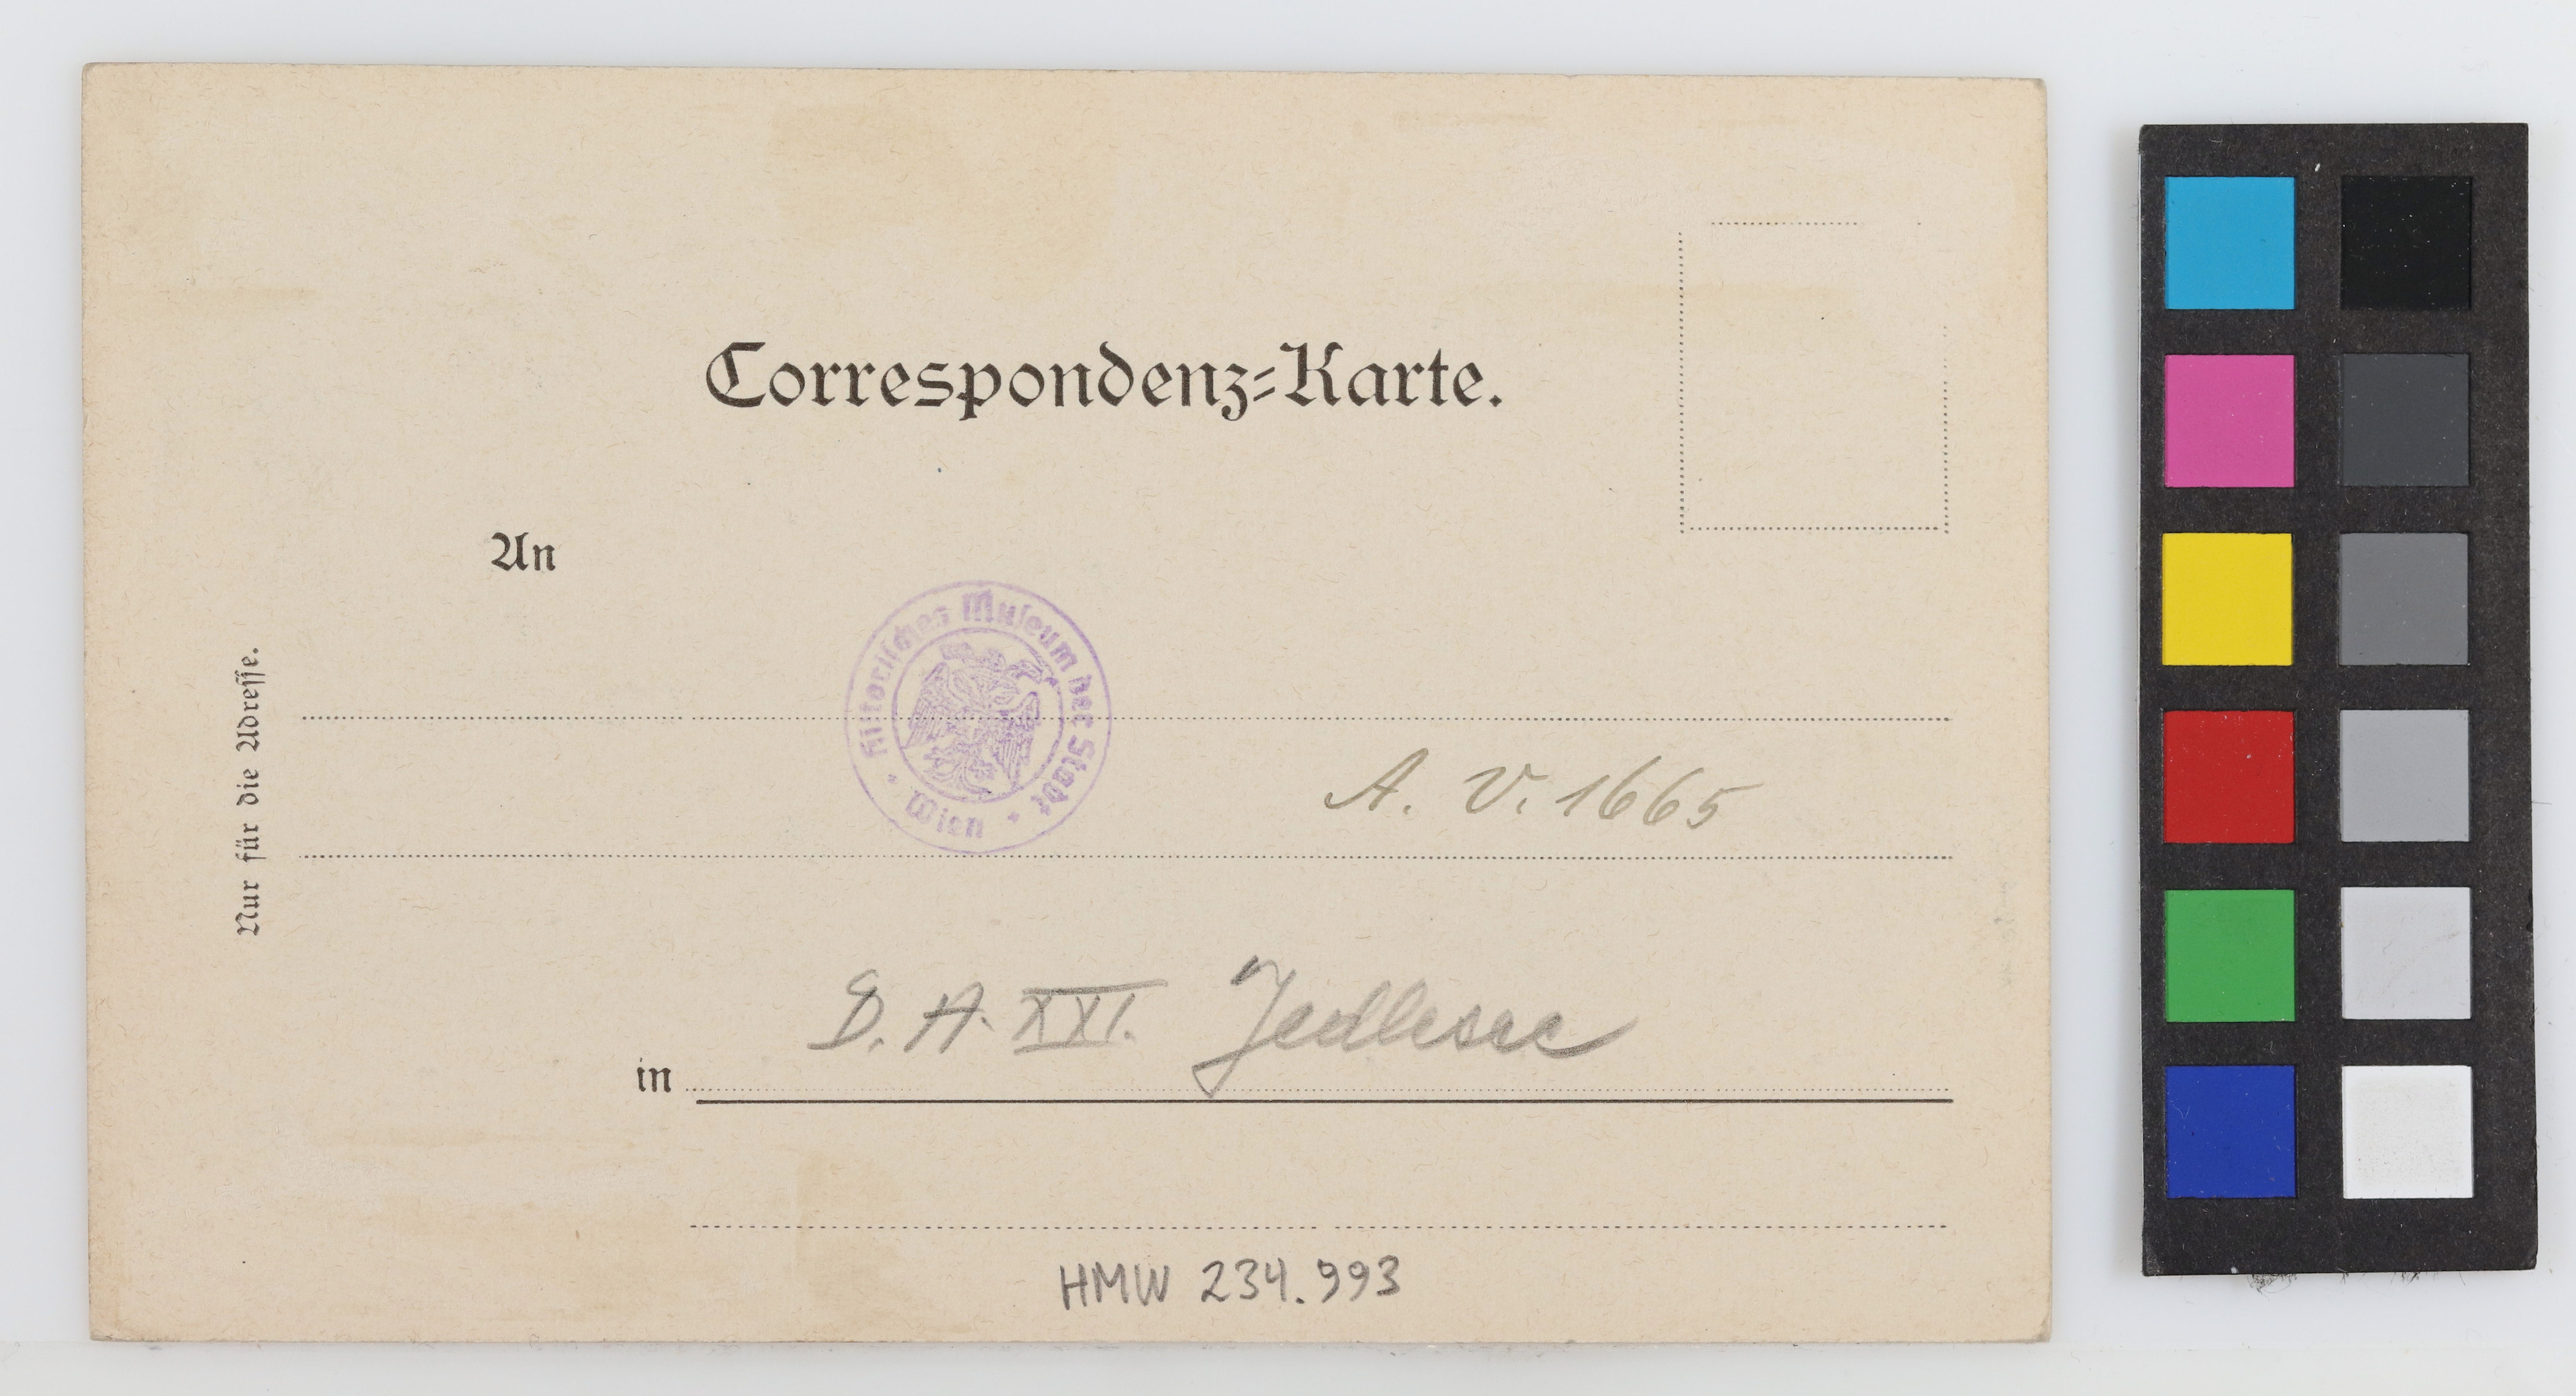 Correspondenz-Karte.
An
Historisches Museum der Stadt
Wien
Nur für die Adresse.
A. V. 1665
D. A. XXI. Jedlesee
in
HMW 234.993